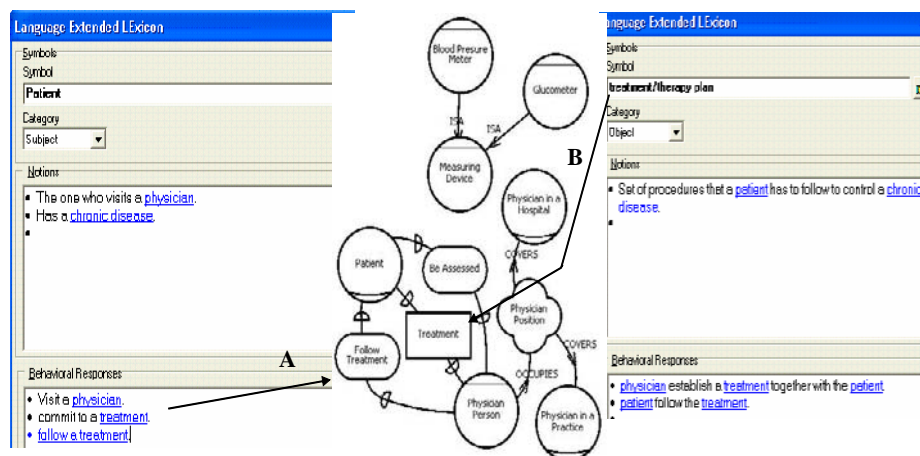 Language Extended LExicon
Symbols
Symbol
Patient
Category
Subject
Notions
The one who visits a physician.
Has a chronic disease.
Behavioral Responses
Visit a physician.
commit to a treatment.
follow a treatment.
A
Blood Presure
Meter
Glucometer
ISA
ISA
Measuring
Device
B
Physician in a
Hospital
COVERS
Patient
Be Assessed
Physician
Position
Treatment
Follow
Treatment
COVERS
OCCUPIES
Physician
Person
Physician in a
Practice
anguage Extended LExicon
Symbols
Symbol
treatment/therapy plan
Category
Object
Notions
Set of procedures that a patient has to follow to control a chronic
disease.
Behavioral Responses
physician establish a treatment together with the patient.
patient follow the treatment.